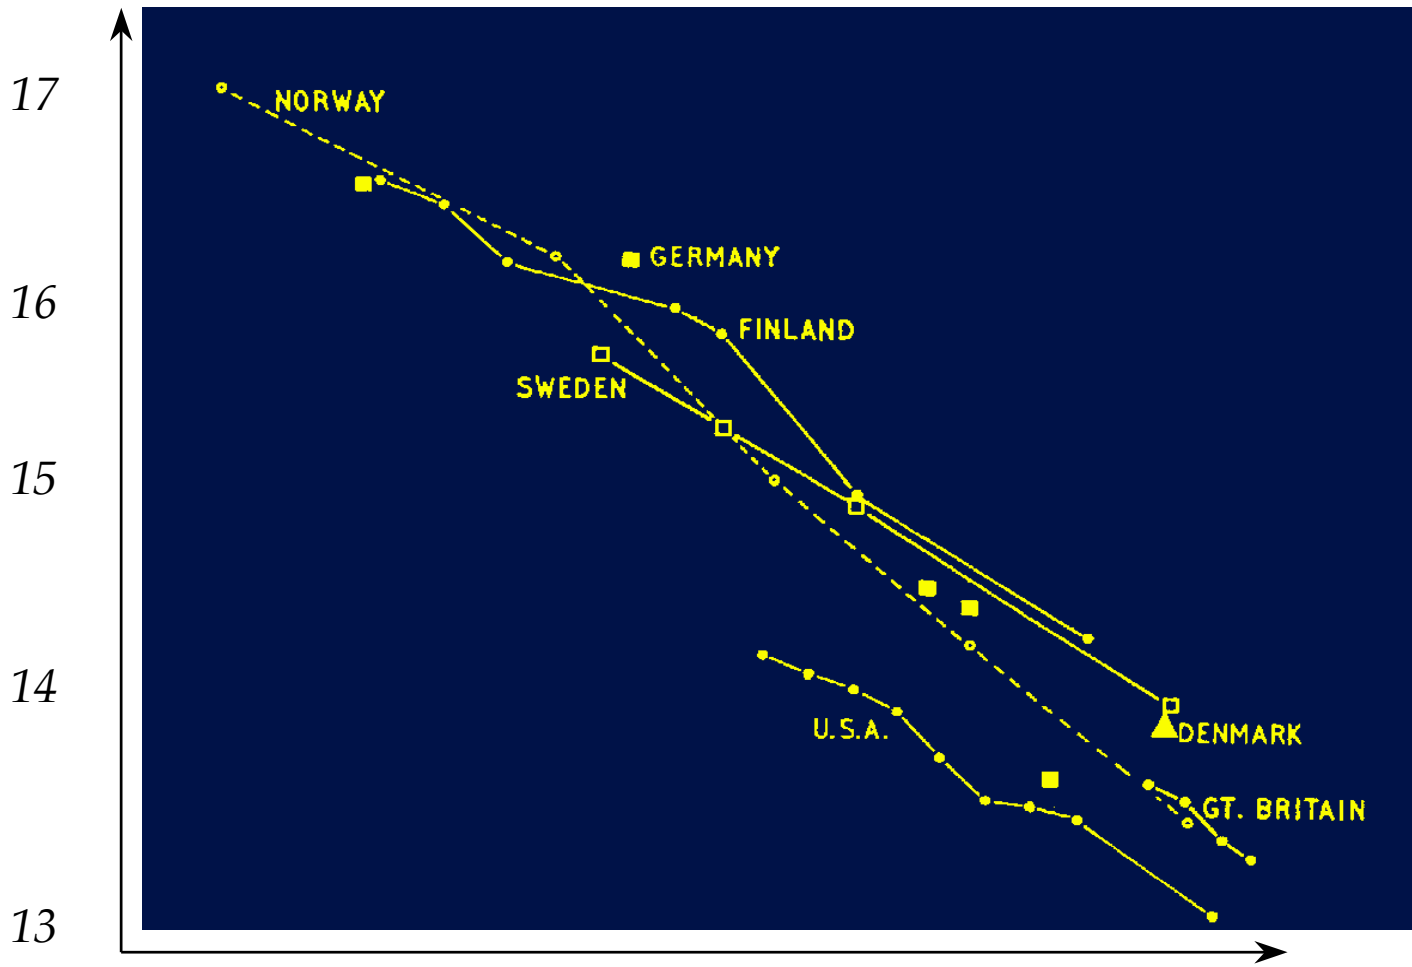 17
NORWAY
GERMANY
16
FINLAND
SWEDEN
15
14
U.S.A.
DENMARK
GT. BRITAIN
13